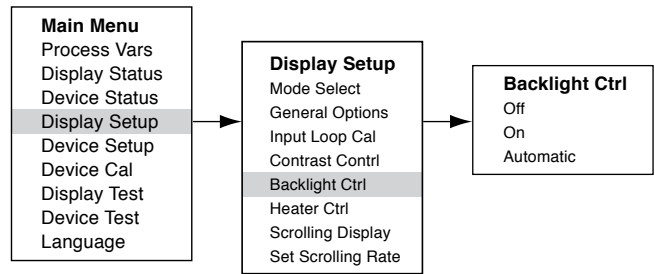 Main Menu
Process Vars
Display Status
Device Status
Display Setup
Device Setup
Device Cal
Display Test
Device Test
Language
Display Setup
Mode Select
General Options
Input Loop Cal
Contrast Contrl
Backlight Ctrl
Heater Ctrl
Scrolling Display
Set Scrolling Rate
Backlight Ctrl
Off
On
Automatic